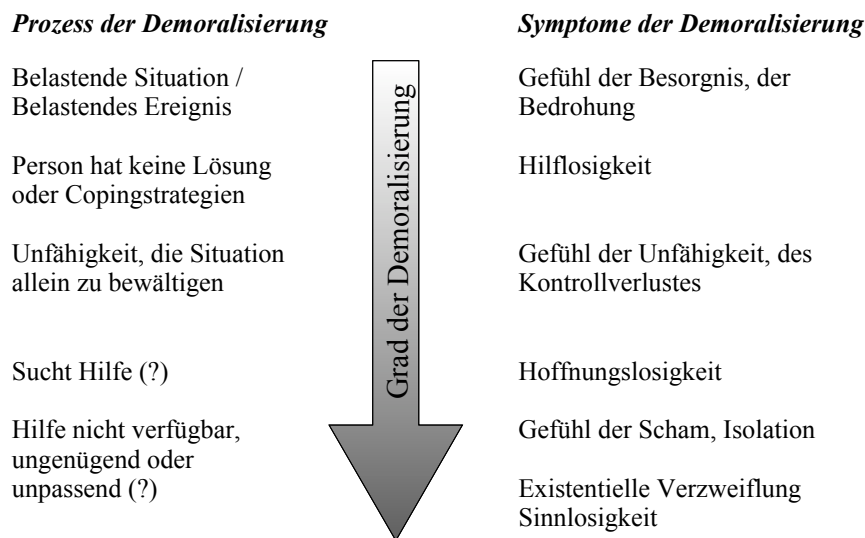 Prozess der Demoralisierung
Symptome der Demoralisierung
Belastende Situation /
Belastendes Ereignis
Gefühl der Besorgnis, der
Bedrohung
Person hat keine Lösung
oder Copingstrategien
Hilflosigkeit
Unfähigkeit, die Situation
allein zu bewältigen
Gefühl der Unfähigkeit, des
Kontrollverlustes
Sucht Hilfe (?)
Hoffnungslosigkeit
Hilfe nicht verfügbar,
ungenügend oder
unpassend (?)
Gefühl der Scham, Isolation
Existentielle Verzweiflung
Sinnlosigkeit
Grad der Demoralisierung